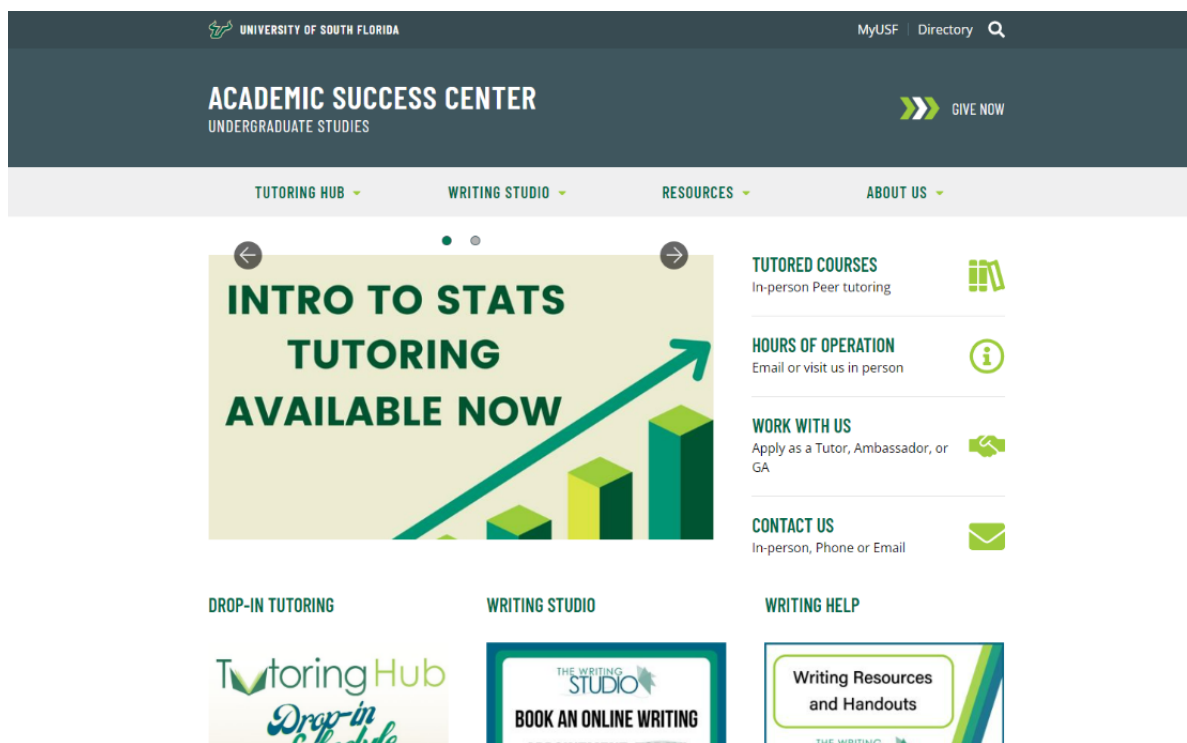 UNIVERSITY OF SOUTH FLORIDA
MyUSF
Directory
ACADEMIC SUCCESS CENTER
UNDERGRADUATE STUDIES
GIVE NOW
TUTORING HUB
WRITING STUDIO
RESOURCES
ABOUT US
INTRO TO STATS
TUTORING
AVAILABLE NOW
TUTORED COURSES
In-person Peer tutoring
HOURS OF OPERATION
Email or visit us in person
WORK WITH US
Apply as a Tutor, Ambassador, or
GA
CONTACT US
In-person, Phone or Email
DROP-IN TUTORING
Tutoring Hub
Drop-in
WRITING STUDIO
THE WRITING
STUDIO
BOOK AN ONLINE WRITING
WRITING HELP
Writing Resources
and Handouts
THE WRITING